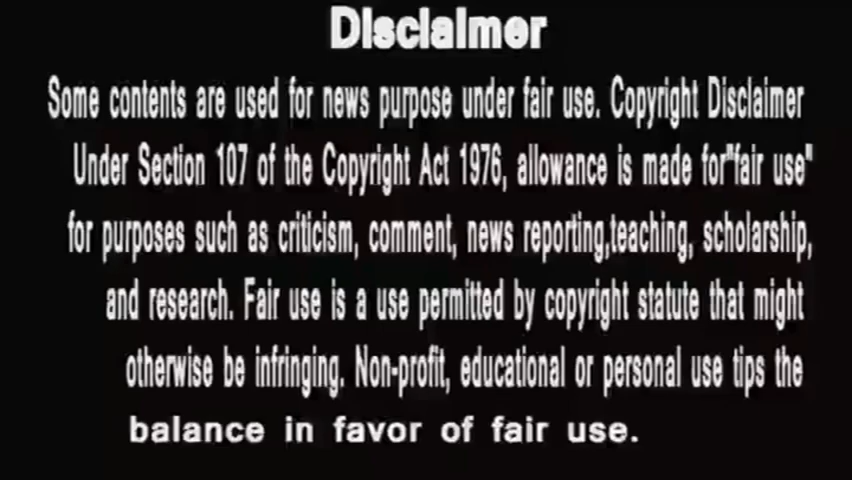 Disclaimer
Some contents are used for news purpose under fair use. Copyright Disclaimer
Under Section 107 of the Copyright Act 1976, allowance is made for"fair use"
for purposes such as criticism, comment, news reporting,teaching, scholarship,
and research. Fair use is a use permitted by copyright statute that might
otherwise be infringing. Non-profit, educational or personal use tips the
balance in favor of fair use.